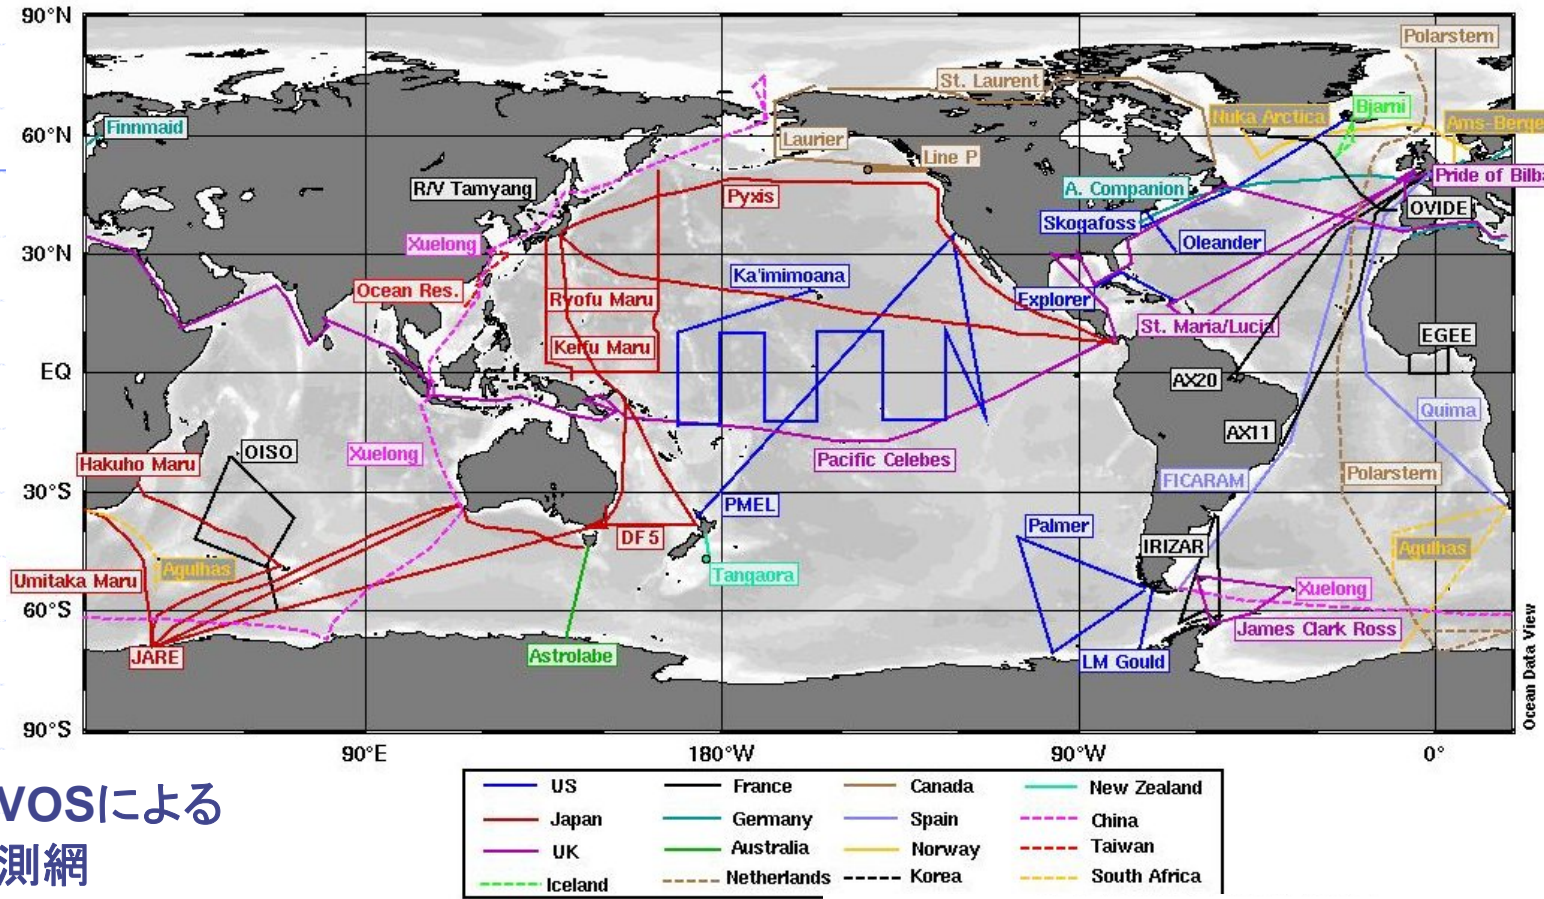 90°N
Polarstern
St. Laurent
Nuka Arctica
Bjarni
Finnmaid
60°N
Ams-Berge
Laurier
Line P
R/V Tamyang
Pyxis
A. Companion
Pride of Bilba
OVIDE
Skogafoss
Oleander
Xuelong
30°N
Ka'imimoana
Ocean Res.
Ryofu Maru
Explorer
St. Maria/Lucia
Keifu Maru
EGEE
EQ
AX20
Quima
AX11
OISO
Xuelong
Pacific Celebes
Hakuho Maru
Polarstern
FICARAM
30°S
PMEL
Palmer
DF5
IRIZAR
Agulhas
Agulhas
Umitaka Maru
Tangaora
Xuelong
60°S
James Clark Ross
JARE
Astrolabe
LM Gould
Ocean Data View
90°S
90°E
180°W
90°W
0°
US
France
Canada
New Zealand
Japan
Germany
Spain
China
UK
Australia
Norway
Taiwan
Iceland
Netherlands
Korea
South Africa
VOSによる
測網